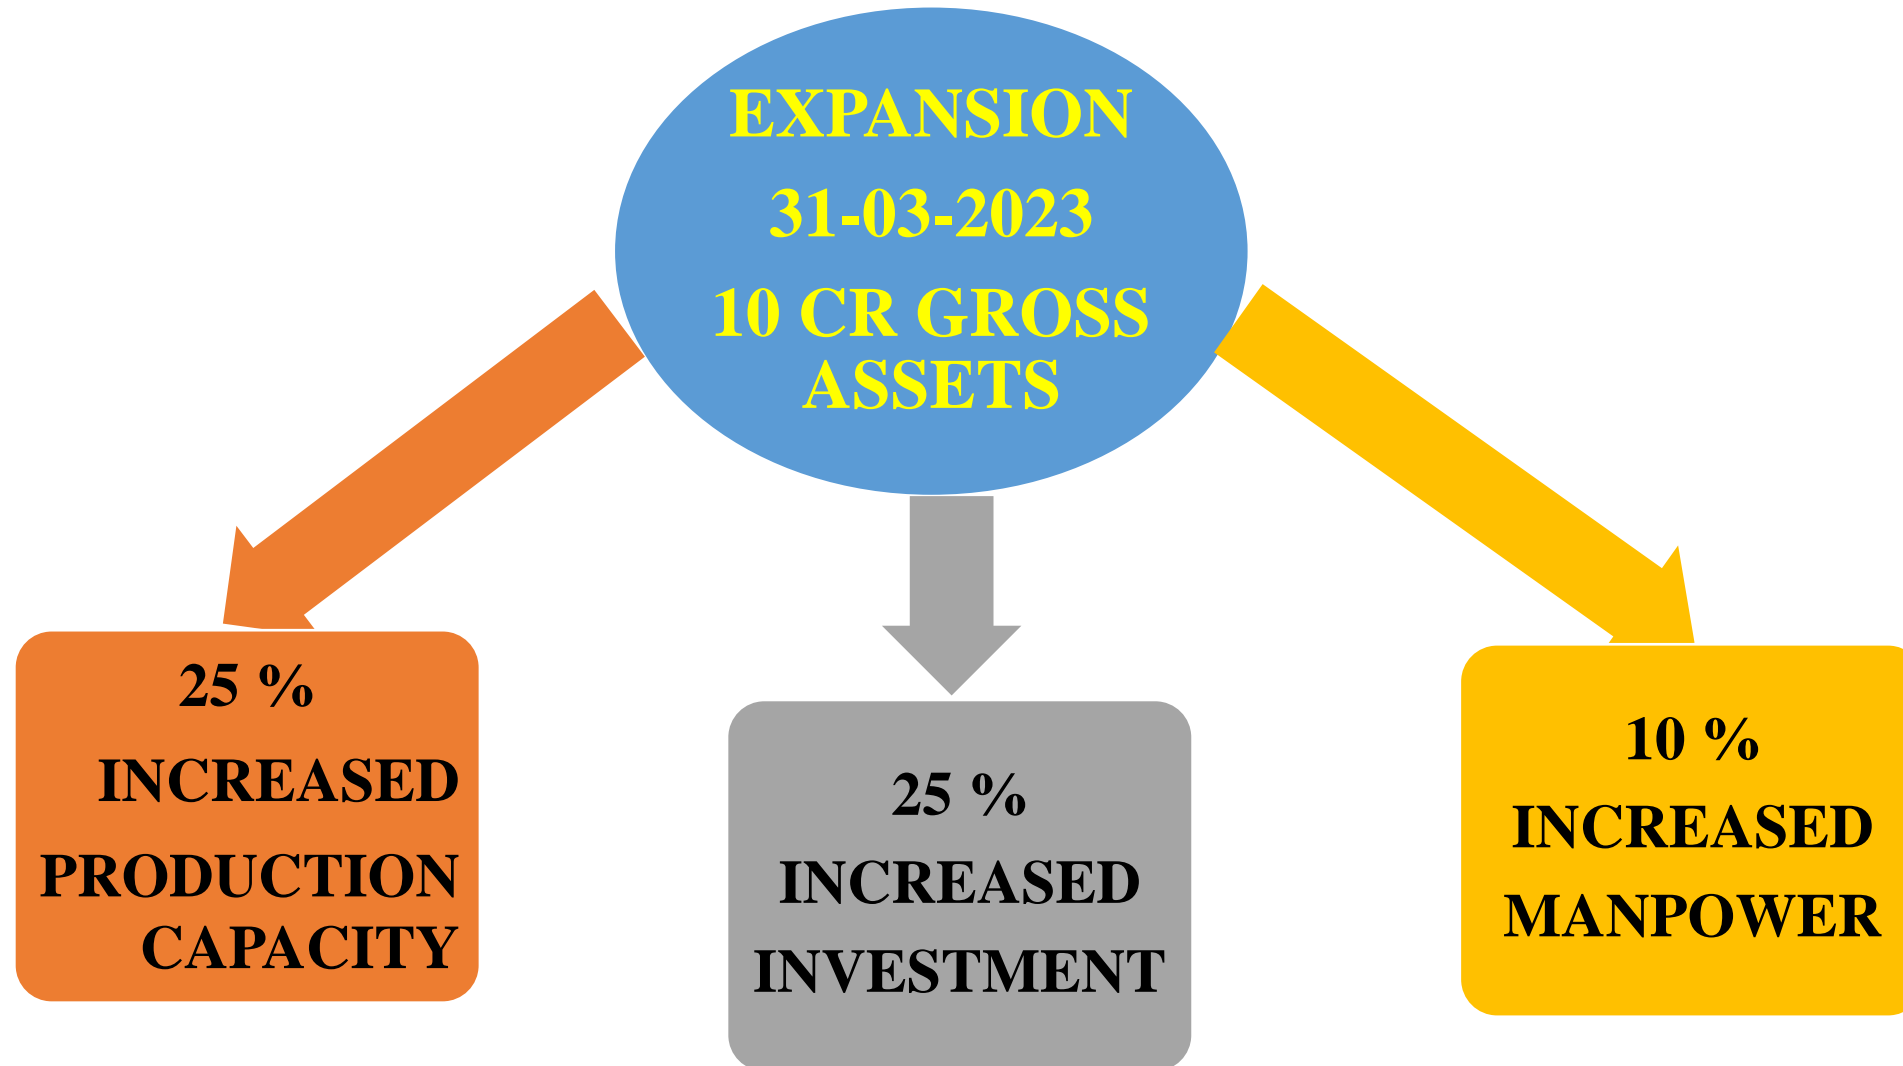 EXPANSION
31-03-2023
10 CR GROSS
ASSETS
25 %
INCREASED
PRODUCTION
CAPACITY
25 %
INCREASED
INVESTMENT
10 %
INCREASED
MANPOWER